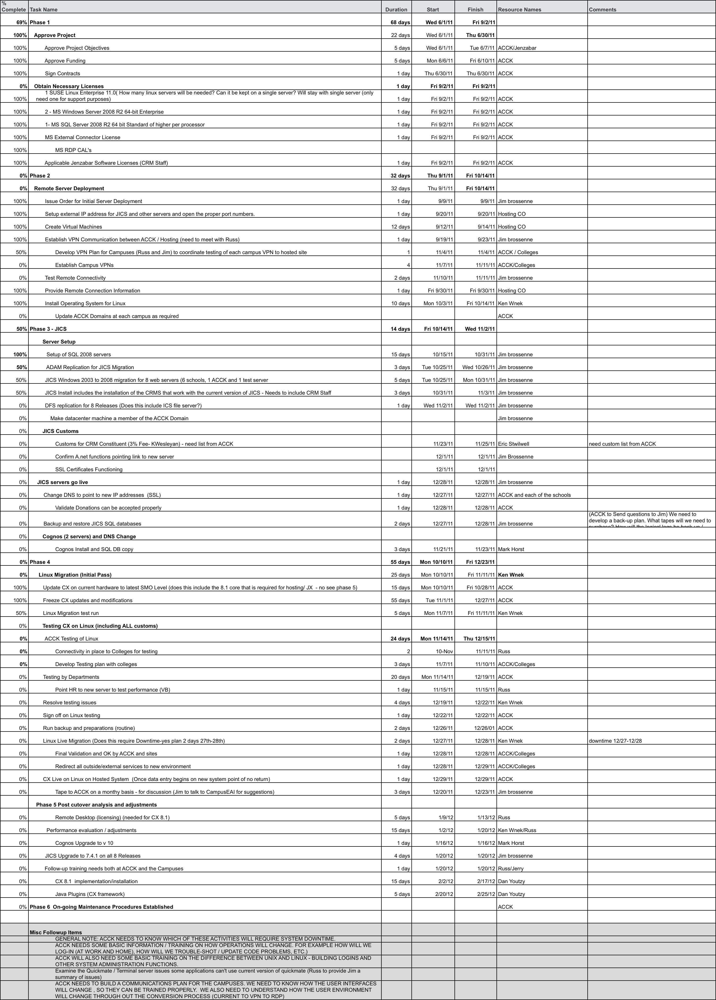 %
Complete Task Name Duration Start Finish Resource Names Comments
69% Phase 1 68 days Wed 6/1/11 Fri 9/2/11
100% Approve Project 22 days Wed 6/1/11 Thu 6/30/11
100% Approve Project Objectives 5 days Wed 6/1/11 Tue 6/7/11 ACCK/Jenzabar
100% Approve Funding 5 days Mon 6/6/11 Fri 6/10/11 ACCK
100% Sign Contracts 1 day Thu 6/30/11 Thu 6/30/11 ACCK
0% Obtain Necessary Licenses 1 day Fri 9/2/11 Fri 9/2/11
1 SUSE Linux Enterprise 11.0( How many linux servers will be needed? Can it be kept on a single server? Will stay with single server (only
100% need one for support purposes) 1 day Fri 9/2/11 Fri 9/2/11 ACCK
100% 2 - MS Windows Server 2008 R2 64-bit Enterprise 1 day Fri 9/2/11 Fri 9/2/11 ACCK
100% 1- MS SQL Server 2008 R2 64 bit Standard of higher per processor 1 day Fri 9/2/11 Fri 9/2/11 ACCK
100% MS External Connector License 1 day Fri 9/2/11 Fri 9/2/11 ACCK
100% MS RDP CAL's
100% Applicable Jenzabar Software Licenses (CRM Staff) 1 day Fri 9/2/11 Fri 9/2/11 ACCK
0% Phase 2 32 days Thu 9/1/11 Fri 10/14/11
0% Remote Server Deployment 32 days Thu 9/1/11 Fri 10/14/11
100% Issue Order for Initial Server Deployment 1 day 9/9/11 9/9/11 Jim brossenne
100% Setup external IP address for JICS and other servers and open the proper port numbers. 1 day 9/20/11 9/20/11 Hosting CO
100% Create Virtual Machines 12 days 9/12/11 9/14/11 Hosting CO
100% Establish VPN Communication between ACCK / Hosting (need to meet with Russ) 1 day 9/19/11 9/23/11 Jim brossenne
50% Develop VPN Plan for Campuses (Russ and Jim) to coordinate testing of each campus VPN to hosted site 1 11/4/11 11/4/11 ACCK / Colleges
0% Establish Campus VPNs 4 11/7/11 11/11/11 ACCK/Colleges
0% Test Remote Connectivity 2 days 11/10/11 11/11/11 Jim brossenne
100% Provide Remote Connection Information 1 day Fri 9/30/11 Fri 9/30/11 Hosting CO
100% Install Operating System for Linux 10 days Mon 10/3/11 Fri 10/14/11 Ken Wnek
0% Update ACCK Domains at each campus as required ACCK
50% Phase 3 - JICS 14 days Fri 10/14/11 Wed 11/2/11
Server Setup
100% Setup of SQL 2008 servers 15 days 10/15/11 10/31/11 Jim brossenne
50% ADAM Replication for JICS Migration 3 days Tue 10/25/11 Wed 10/26/11 Jim brossenne
50% JICS Windows 2003 to 2008 migration for 8 web servers (6 schools, 1 ACCK and 1 test server 5 days Tue 10/25/11 Mon 10/31/11 Jim brossenne
50% JICS Install includes the installation of the CRMS that work with the current version of JICS - Needs to include CRM Staff 3 days 10/31/11 11/3/11 Jim brossenne
0% DFS replication for 8 Releases (Does this include ICS file server?) 1 day Wed 11/2/11 Wed 11/2/11 Jim brossenne
0% Make datacenter machine a member of the ACCK Domain Jim brossenne
0% JICS Customs
0% Customs for CRM Constituent (3% Fee- KWesleyan) - need list from ACCK 11/23/11 11/25/11 Eric Stwilwell need custom list from ACCK
0% Confirm A.net functions pointing link to new server 12/1/11 12/1/11 Jim Brossenne
0% SSL Certificates Functioning 12/1/11 12/1/11
0% JICS servers go live 1 day 12/28/11 12/28/11 Jim brossenne
0% Change DNS to point to new IP addresses (SSL) 1 day 12/27/11 12/27/11 ACCK and each of the schools
0% Validate Donations can be accepted properly 1 day 12/28/11 12/28/11 ACCK
(ACCK to Send questions to Jim) We need to
develop a back-up plan. What tapes will we need to
0% Backup and restore JICS SQL databases 2 days 12/27/11 12/28/11 Jim brossenne purchase? How will the logical logs be back up /
0% Cognos (2 servers) and DNS Change
0% Cognos Install and SQL DB copy 3 days 11/21/11 11/23/11 Mark Horst
0% Phase 4 55 days Mon 10/10/11 Fri 12/23/11
0% Linux Migration (Initial Pass) 25 days Mon 10/10/11 Fri 11/11/11 Ken Wnek
100% Update CX on current hardware to latest SMO Level (does this include the 8.1 core that is required for hosting/ JX - no see phase 5) 15 days Mon 10/10/11 Fri 10/28/11 ACCK
100% Freeze CX updates and modifications 55 days Tue 11/1/11 12/27/11 ACCK
50% Linux Migration test run 5 days Mon 11/7/11 Fri 11/11/11 Ken Wnek
0% Testing CX on Linux (including ALL customs)
0% ACCK Testing of Linux 24 days Mon 11/14/11 Thu 12/15/11
0% Connectivity in place to Colleges for testing 2 10-Nov 11/11/11 Russ
0% Develop Testing plan with colleges 3 days 11/7/11 11/10/11 ACCK/Colleges
0% Testing by Departments 20 days Mon 11/14/11 12/19/11 ACCK
0% Point HR to new server to test performance (VB) 1 day 11/15/11 11/15/11 Russ
0% Resolve testing issues 4 days 12/19/11 12/22/11 Ken Wnek
0% Sign off on Linux testing 1 day 12/22/11 12/22/11 ACCK
0% Run backup and preparations (routine) 2 days 12/26/11 12/26/01 ACCK
0% Linux Live Migration (Does this require Downtime-yes plan 2 days 27th-28th) 2 days 12/27/11 12/28/11 Ken Wnek downtime 12/27-12/28
0% Final Validation and OK by ACCK and sites 1 day 12/28/11 12/28/11 ACCK/Colleges
0% Redirect all outside/external services to new environment 1 day 12/28/11 12/29/11 ACCK/Colleges
0% CX Live on Linux on Hosted System (Once data entry begins on new system point of no return) 1 day 12/29/11 12/29/11 ACCK
0% Tape to ACCK on a monthy basis - for discussion (Jim to talk to CampusEAI for suggestions) 3 days 12/20/11 12/23/11 Jim brossenne
Phase 5 Post cutover analysis and adjustments
0% Remote Desktop (licensing) (needed for CX 8.1) 5 days 1/9/12 1/13/12 Russ
0% Performance evaluation / adjustments 15 days 1/2/12 1/20/12 Ken Wnek/Russ
0% Cognos Upgrade to v 10 1 day 1/16/12 1/16/12 Mark Horst
0% JICS Upgrade to 7.4.1 on all 8 Releases 4 days 1/20/12 1/20/12 Jim brossenne
0% Follow-up training needs both at ACCK and the Campuses 1 day 1/20/12 1/20/12 Russ/Jerry
0% CX 8.1 implementation/installation 15 days 2/2/12 2/17/12 Dan Youtzy
0% Java Plugins (CX framework) 5 days 2/20/12 2/25/12 Dan Youtzy
0% Phase 6 On-going Maintenance Procedures Established ACCK
Misc Followup Items
GENERAL NOTE: ACCK NEEDS TO KNOW WHICH OF THESE ACTIVITIES WILL REQUIRE SYSTEM DOWNTIME.
ACCK NEEDS SOME BASIC INFORMATION / TRAINING ON HOW OPERATIONS WILL CHANGE. FOR EXAMPLE HOW WILL WE
LOG-IN (AT WORK AND HOME), HOW WILL WE TROUBLE-SHOT / UPDATE CODE PROBLEMS, ETC.)
ACCK WILL ALSO NEED SOME BASIC TRAINING ON THE DIFFERENCE BETWEEN UNIX AND LINUX - BUILDING LOGINS AND
OTHER SYSTEM ADMINISTRATION FUNCTIONS.
Examine the Quickmate / Terminal server issues some applications can't use current version of quickmate (Russ to provide Jim a
summary of issues)
ACCK NEEDS TO BUILD A COMMUNICATIONS PLAN FOR THE CAMPUSES. WE NEED TO KNOW HOW THE USER INTERFACES
WILL CHANGE , SO THEY CAN BE TRAINED PROPERLY. WE ALSO NEED TO UNDERSTAND HOW THE USER ENVIRONMENT
WILL CHANGE THROUGH OUT THE CONVERSION PROCESS (CURRENT TO VPN TO RDP)